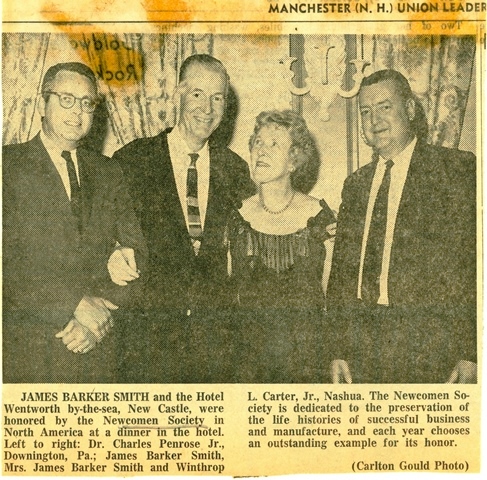 MANCHESTER (N. H.) UNION LEADER
JAMES BARKER SMITH and the Hotel
Wentworth by-the-sea, New Castle, were
honored by the Newcomen Society in
North America at a dinner in the hotel.
Left to right: Dr. Charles Penrose Jr.,
Downington, Pa.; James Barker Smith,
Mrs. James Barker Smith and Winthrop
L. Carter, Jr., Nashua. The Newcomen So-
ciety is dedicated to the preservation of
the life histories of successful business
and manufacture, and each year chooses
an outstanding example for its honor.
(Carlton Gould Photo)